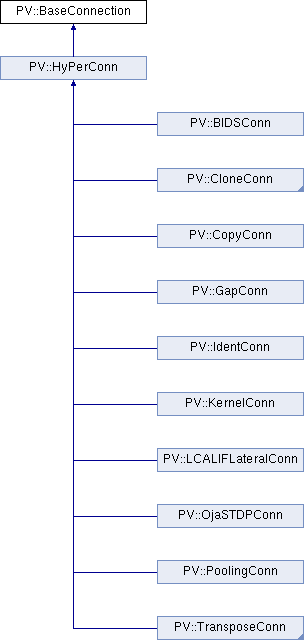 PV::BaseConnection
PV::HyPerConn
PV::BIDSConn
PV::CloneConn
PV::CopyConn
PV::GapConn
PV::IdentConn
PV::KernelConn
PV::LCALIFLateralConn
PV::OjaSTDPConn
PV::PoolingConn
PV::TransposeConn